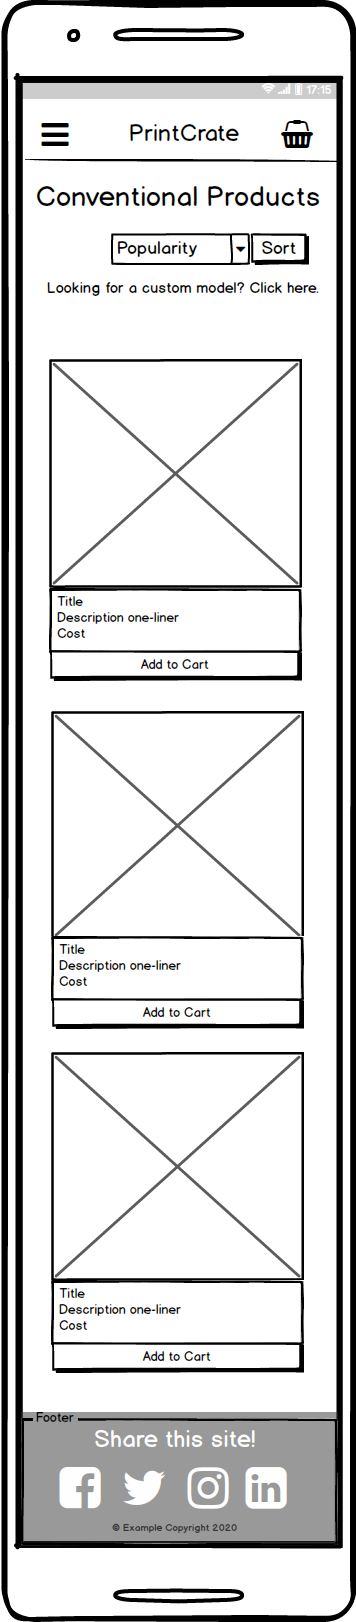 17:15
PrintCrate
Conventional Products
Popularity
Sort
Looking for a custom model? Click here.
Title
Description one-liner
Cost
Add to Cart
Title
Description one-liner
Cost
Add to Cart
Title
Description one-liner
Cost
Add to Cart
Footer
Share this site!
© Example Copyright 2020